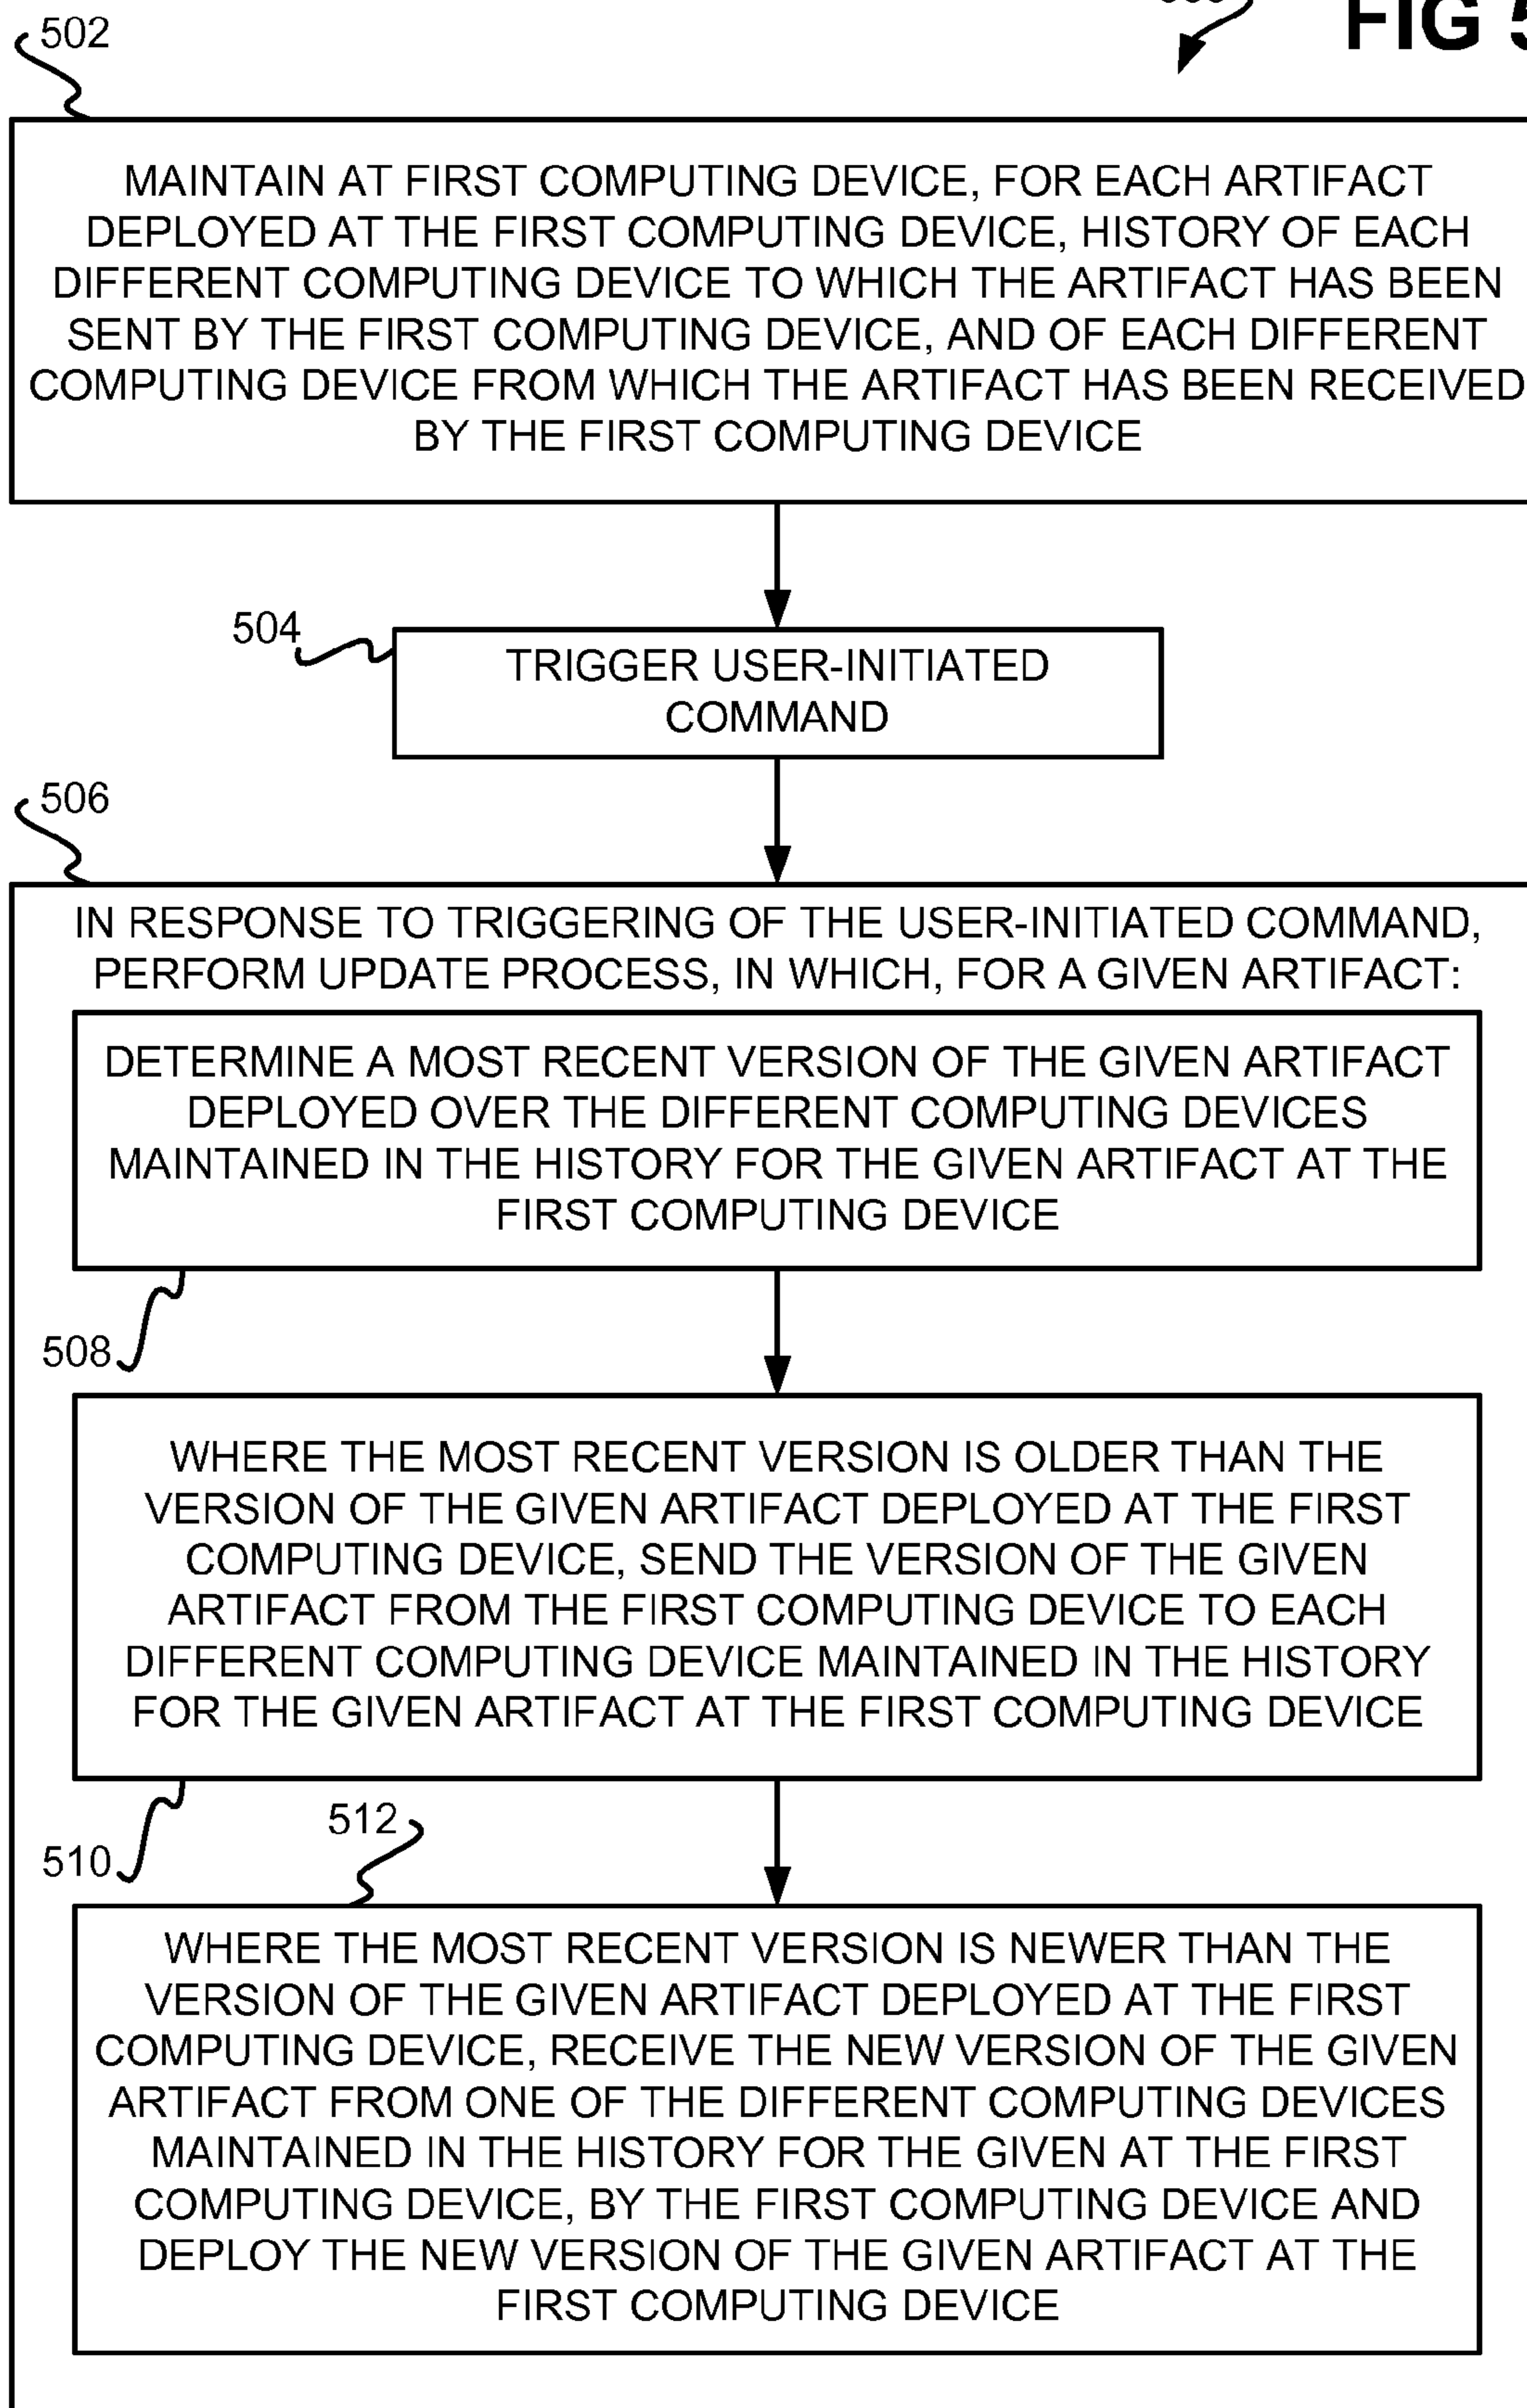 502
FIG 5
MAINTAIN AT FIRST COMPUTING DEVICE, FOR EACH ARTIFACT
DEPLOYED AT THE FIRST COMPUTING DEVICE, HISTORY OF EACH
DIFFERENT COMPUTING DEVICE TO WHICH THE ARTIFACT HAS BEEN
SENT BY THE FIRST COMPUTING DEVICE, AND OF EACH DIFFERENT
COMPUTING DEVICE FROM WHICH THE ARTIFACT HAS BEEN RECEIVED
BY THE FIRST COMPUTING DEVICE
504
TRIGGER USER-INITIATED
COMMAND
506
IN RESPONSE TO TRIGGERING OF THE USER-INITIATED COMMAND,
PERFORM UPDATE PROCESS, IN WHICH, FOR A GIVEN ARTIFACT:
DETERMINE A MOST RECENT VERSION OF THE GIVEN ARTIFACT
DEPLOYED OVER THE DIFFERENT COMPUTING DEVICES
MAINTAINED IN THE HISTORY FOR THE GIVEN ARTIFACT AT THE
FIRST COMPUTING DEVICE
508
WHERE THE MOST RECENT VERSION IS OLDER THAN THE
VERSION OF THE GIVEN ARTIFACT DEPLOYED AT THE FIRST
COMPUTING DEVICE, SEND THE VERSION OF THE GIVEN
ARTIFACT FROM THE FIRST COMPUTING DEVICE TO EACH
DIFFERENT COMPUTING DEVICE MAINTAINED IN THE HISTORY
FOR THE GIVEN ARTIFACT AT THE FIRST COMPUTING DEVICE
510
512
WHERE THE MOST RECENT VERSION IS NEWER THAN THE
VERSION OF THE GIVEN ARTIFACT DEPLOYED AT THE FIRST
COMPUTING DEVICE, RECEIVE THE NEW VERSION OF THE GIVEN
ARTIFACT FROM ONE OF THE DIFFERENT COMPUTING DEVICES
MAINTAINED IN THE HISTORY FOR THE GIVEN AT THE FIRST
COMPUTING DEVICE, BY THE FIRST COMPUTING DEVICE AND
DEPLOY THE NEW VERSION OF THE GIVEN ARTIFACT AT THE
FIRST COMPUTING DEVICE